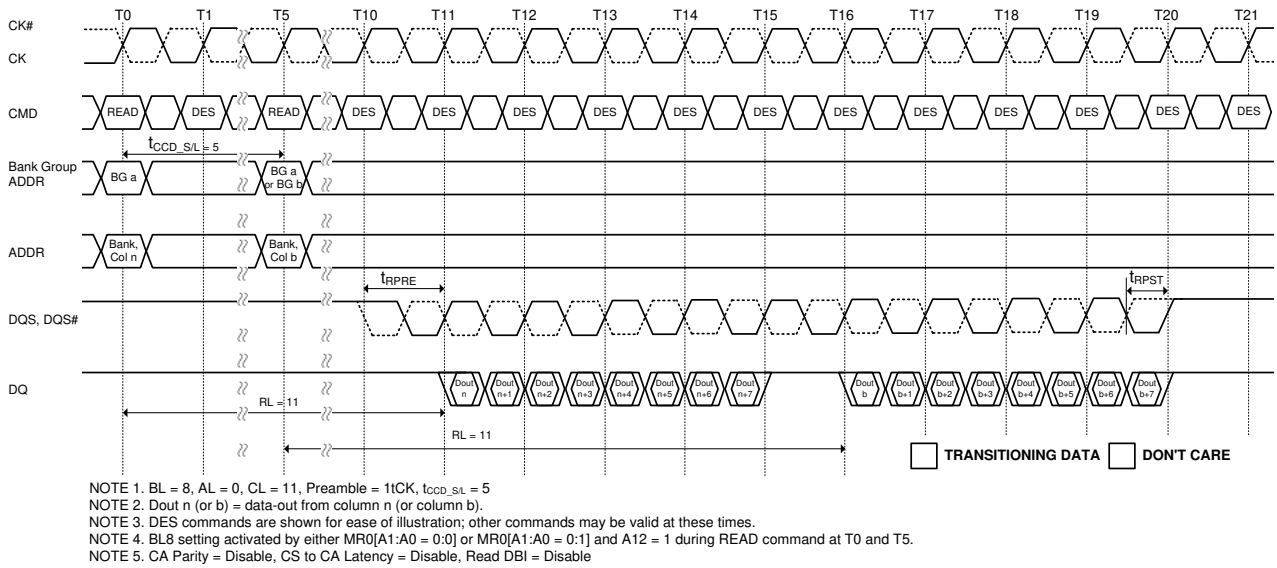 T0 T1 T5 T10 T11 T12 T13 T14 T15 T16 T17 T18 T19 T20 T21
CK#
CK
CMD READ DES READ DES DES DES DES DES DES DES DES DES DES DES DES
tCCD_S/L = 5
Bank Group
ADDR
BG a
BG a
or BG b
ADDR
Bank,
Col n
Bank,
Col b
tRPRE
tRPST
DQS, DQS#
DQ
Dout
n
Dout
n+1
Dout
n+2
Dout
n+3
Dout
n+4
Dout
n+5
Dout
n+6
Dout
n+7
Dout
b
Dout
b+1
Dout
b+2
Dout
b+3
Dout
b+4
Dout
b+5
Dout
b+6
Dout
b+7
RL = 11
RL = 11
TRANSITIONING DATA DON'T CARE
NOTE 1. BL = 8, AL = 0, CL = 11, Preamble = 1tCK, tCCD_S/L = 5
NOTE 2. Dout n (or b) = data-out from column n (or column b).
NOTE 3. DES commands are shown for ease of illustration; other commands may be valid at these times.
NOTE 4. BL8 setting activated by either MR0[A1:A0 = 0:0] or MR0[A1:A0 = 0:1] and A12 = 1 during READ command at T0 and T5.
NOTE 5. CA Parity = Disable, CS to CA Latency = Disable, Read DBI = Disable